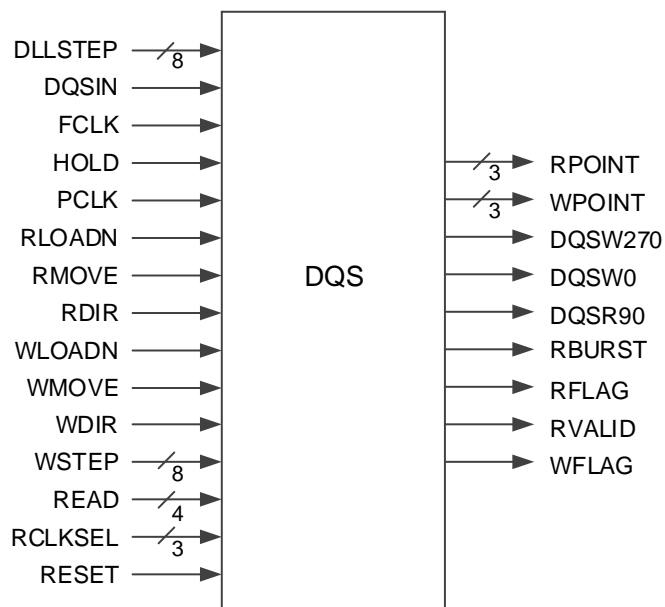 DLLSTEP
8
DQSIN
FCLK
HOLD
PCLK
RLOADN
RMOVE
RDIR
WLOADN
WMOVE
WDIR
WSTEP
8
READ
4
RCLKSEL
3
RESET
DQS
RPOINT
3
WPOINT
3
DQSW270
DQSW0
DQSR90
RBURST
RFLAG
RVALID
WFLAG